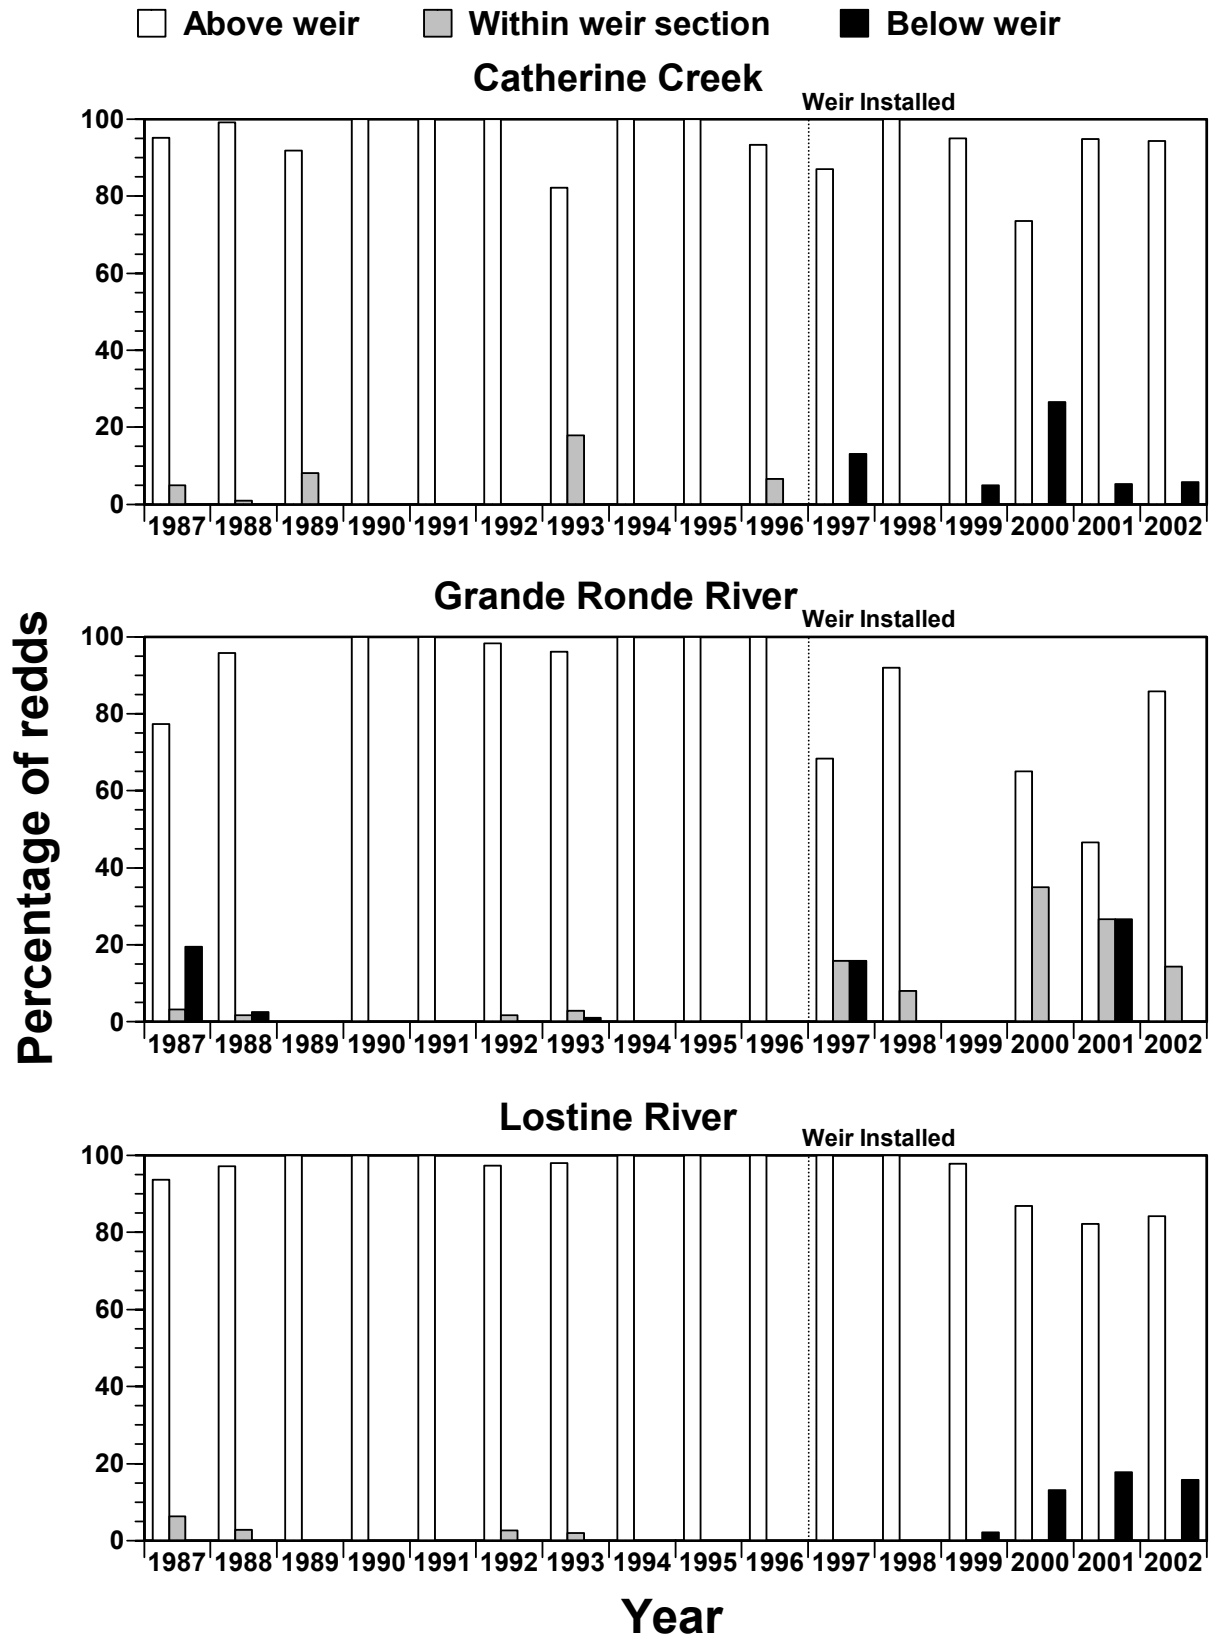 Above weir Within weir section Below weir
Catherine Creek
Weir Installed
100
80
60
40
20
0
1987 1988 1989 1990 1991 1992 1993 1994 1995 1996 1997 1998 1999 2000 2001 2002
Percentage of redds
Grande Ronde River
Weir Installed
100
80
60
40
20
0
1987 1988 1989 1990 1991 1992 1993 1994 1995 1996 1997 1998 1999 2000 2001 2002
Lostine River
Weir Installed
100
80
60
40
20
0
1987 1988 1989 1990 1991 1992 1993 1994 1995 1996 1997 1998 1999 2000 2001 2002
Year